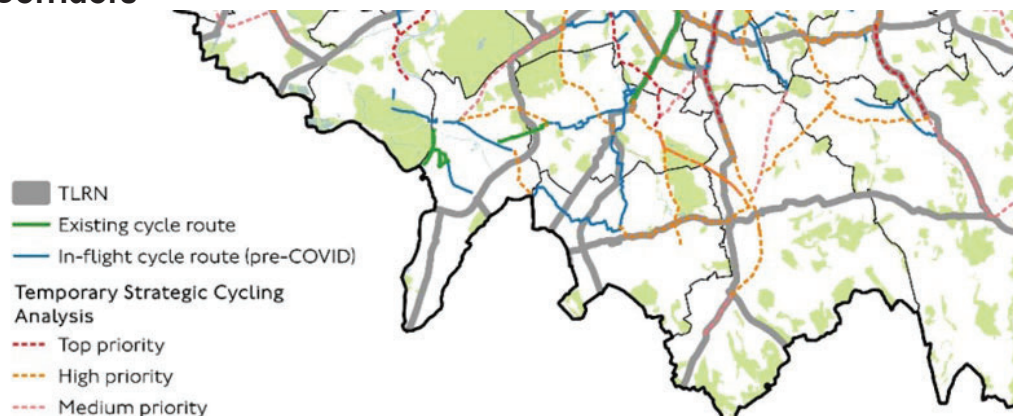 corridors
TLRN
Existing cycle route
In-flight cycle route (pre-COVID)
Temporary Strategic Cycling
Analysis
Top priority
High priority
Medium priority